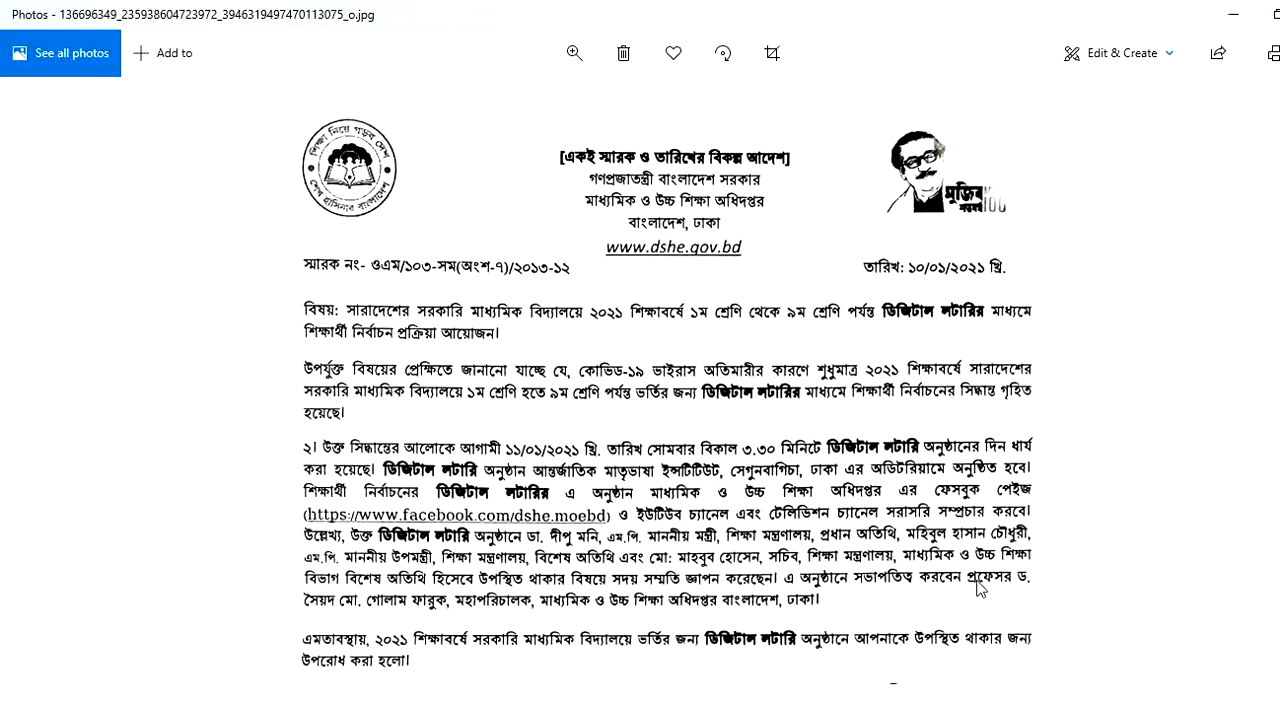 Photos - 136696349_235938604723972_3946319497470113075_o.jpg
See all photos
Add to
Edit & Create
শিক্ষা নিয়ে গড়ব দেশ
শেখ হাসিনার বাংলাদেশ
[একই স্মারক ও তারিখের বিকল্প আদেশ]
গণপ্রজাতন্ত্রী বাংলাদেশ সরকার
মাধ্যমিক ও উচ্চ শিক্ষা অধিদপ্তর
বাংলাদেশ, ঢাকা
www.dshe.gov.bd
মুজিব
100
স্মারক নং- ওএম/১০৩-সম(অংশ-৭)/২০১৩-১২
তারিখ: ১০/০১/২০২১ খ্রি.
বিষয়: সারাদেশের সরকারি মাধ্যমিক বিদ্যালয়ে ২০২১ শিক্ষাবর্ষে ১ম শ্রেণি থেকে ৯ম শ্রেণি পর্যন্ত ডিজিটাল লটারির মাধ্যমে
শিক্ষার্থী নির্বাচন প্রক্রিয়া আয়োজন।
উপর্যুক্ত বিষয়ের প্রেক্ষিতে জানানো যাচ্ছে যে, কোভিড-১৯ ভাইরাস অতিমারীর কারণে শুধুমাত্র ২০২১ শিক্ষাবর্ষে সারাদেশের
সরকারি মাধ্যমিক বিদ্যালয়ে ১ম শ্রেণি হতে ৯ম শ্রেণি পর্যন্ত ভর্তির জন্য ডিজিটাল লটারির মাধ্যমে শিক্ষার্থী নির্বাচনের সিদ্ধান্ত গৃহিত
হয়েছে।
২। উক্ত সিদ্ধান্তের আলোকে আগামী ১১/০১/২০২১ খ্রি. তারিখ সোমবার বিকাল ৩.৩০ মিনিটে ডিজিটাল লটারি অনুষ্ঠানের দিন ধার্য
করা হয়েছে। ডিজিটাল লটারি অনুষ্ঠান আন্তর্জাতিক মাতৃভাষা ইন্সটিটিউট, সেগুনবাগিচা, ঢাকা এর অডিটরিয়ামে অনুষ্ঠিত হবে।
শিক্ষার্থী নির্বাচনের ডিজিটাল লটারির এ অনুষ্ঠান মাধ্যমিক ও উচ্চ শিক্ষা অধিদপ্তর এর ফেসবুক পেইজ
(https://www.facebook.com/dshe.moebd) ও ইউটিউব চ্যানেল এবং টেলিভিশন চ্যানেল সরাসরি সম্প্রচার করবে।
উল্লেখ্য, উক্ত ডিজিটাল লটারি অনুষ্ঠানে ডা. দীপু মনি, এম.পি. মাননীয় মন্ত্রী, শিক্ষা মন্ত্রণালয়, প্রধান অতিথি, মহিবুল হাসান চৌধুরী,
এম.পি. মাননীয় উপমন্ত্রী, শিক্ষা মন্ত্রণালয়, বিশেষ অতিথি এবং মো: মাহবুব হোসেন, সচিব, শিক্ষা মন্ত্রণালয়, মাধ্যমিক ও উচ্চ শিক্ষা
বিভাগ বিশেষ অতিথি হিসেবে উপস্থিত থাকার বিষয়ে সদয় সম্মতি জ্ঞাপন করেছেন। এ অনুষ্ঠানে সভাপতিত্ব করবেন প্রফেসর ড.
সৈয়দ মো. গোলাম ফারুক, মহাপরিচালক, মাধ্যমিক ও উচ্চ শিক্ষা অধিদপ্তর বাংলাদেশ, ঢাকা।
এমতাবস্থায়, ২০২১ শিক্ষাবর্ষে সরকারি মাধ্যমিক বিদ্যালয়ে ভর্তির জন্য ডিজিটাল লটারি অনুষ্ঠানে আপনাকে উপস্থিত থাকার জন্য
উপরোধ করা হলো।